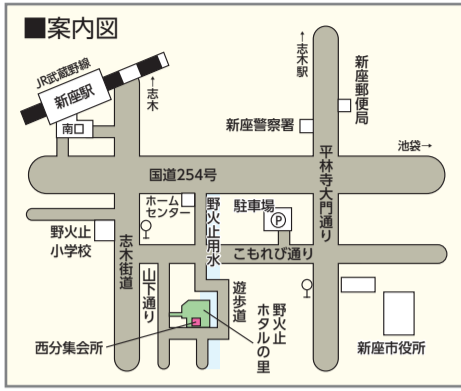 ■案内図
JR武蔵野線
新座駅
南口
→志木
→志木駅
新座郵便局
新座警察署
池袋→
国道254号
平林寺大門通り
ホーム
センター
野火止用水
駐車場
P
野火止
小学校
志木街道
山下通り
こもれび通り
遊歩道
野火止
ホタルの里
西分集会所
新座市役所